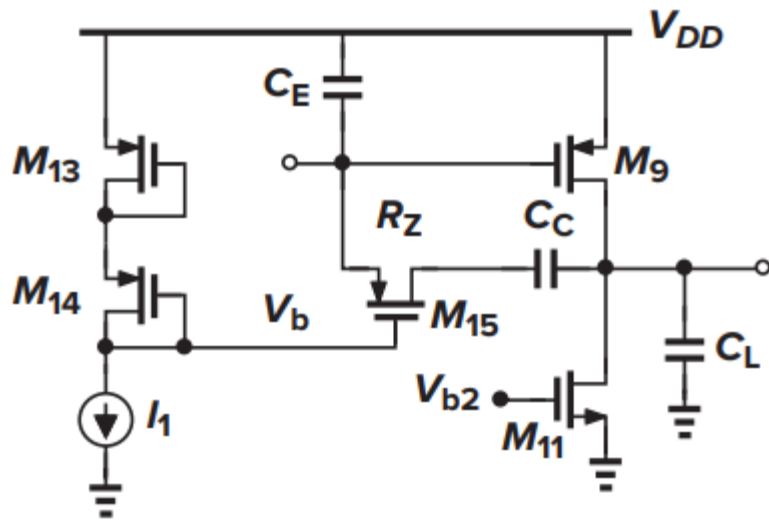 V_DD
C_E
M_13
M_9
R_Z
C_C
M_14
V_b
M_15
C_L
V_b2
I_1
M_11